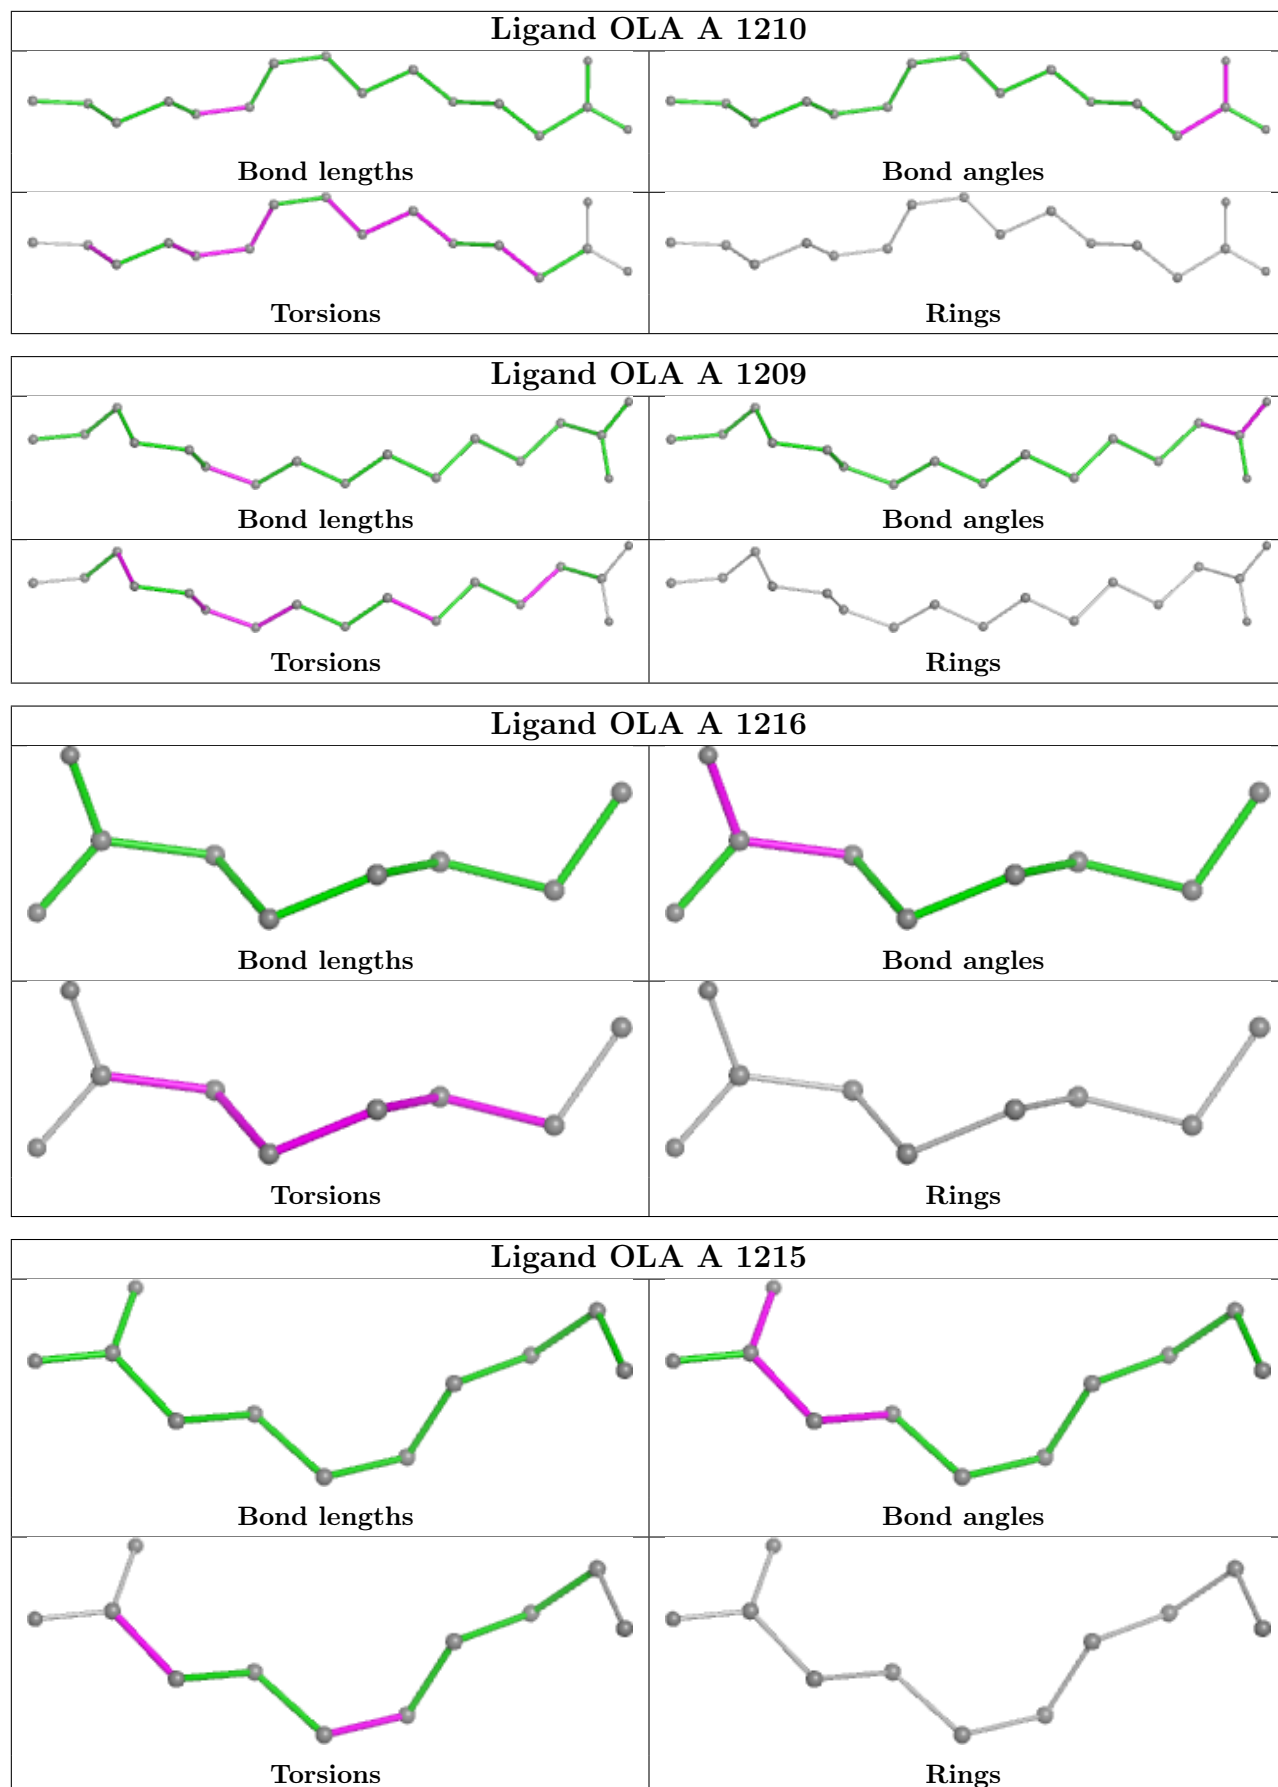 Ligand OLA A 1210
Bond lengths
Bond angles
Torsions
Rings
Ligand OLA A 1209
Bond lengths
Bond angles
Torsions
Rings
Ligand OLA A 1216
Bond lengths
Bond angles
Torsions
Rings
Ligand OLA A 1215
Bond lengths
Bond angles
Torsions
Rings